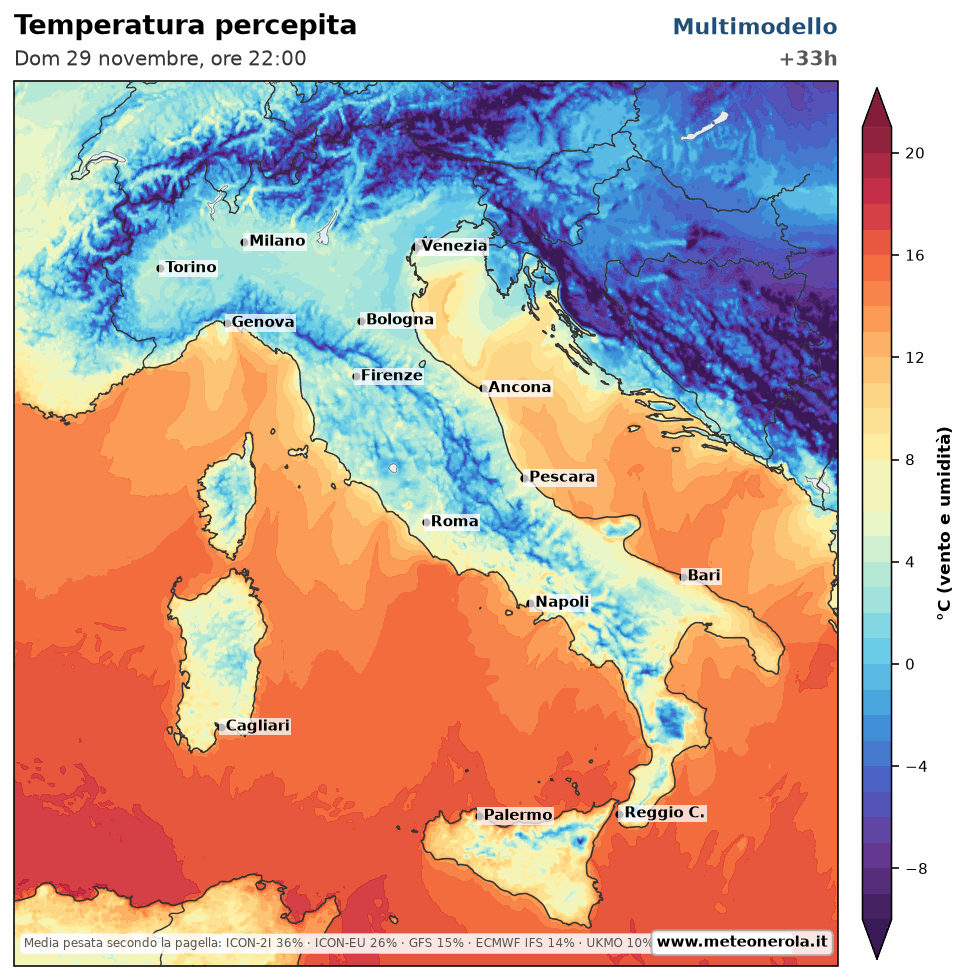 Temperatura percepita
Multimodello
Dom 29 novembre, ore 22:00
+33h
Milano
Venezia
Torino
Genova
Bologna
Firenze
Ancona
Pescara
Roma
Bari
Napoli
Cagliari
Palermo
Reggio C.
20
16
12
8
4
0
−4
−8
°C (vento e umidità)
Media pesata secondo la pagella: ICON-2I 36% · ICON-EU 26% · GFS 15% · ECMWF IFS 14% · UKMO 10%
www.meteonerola.it